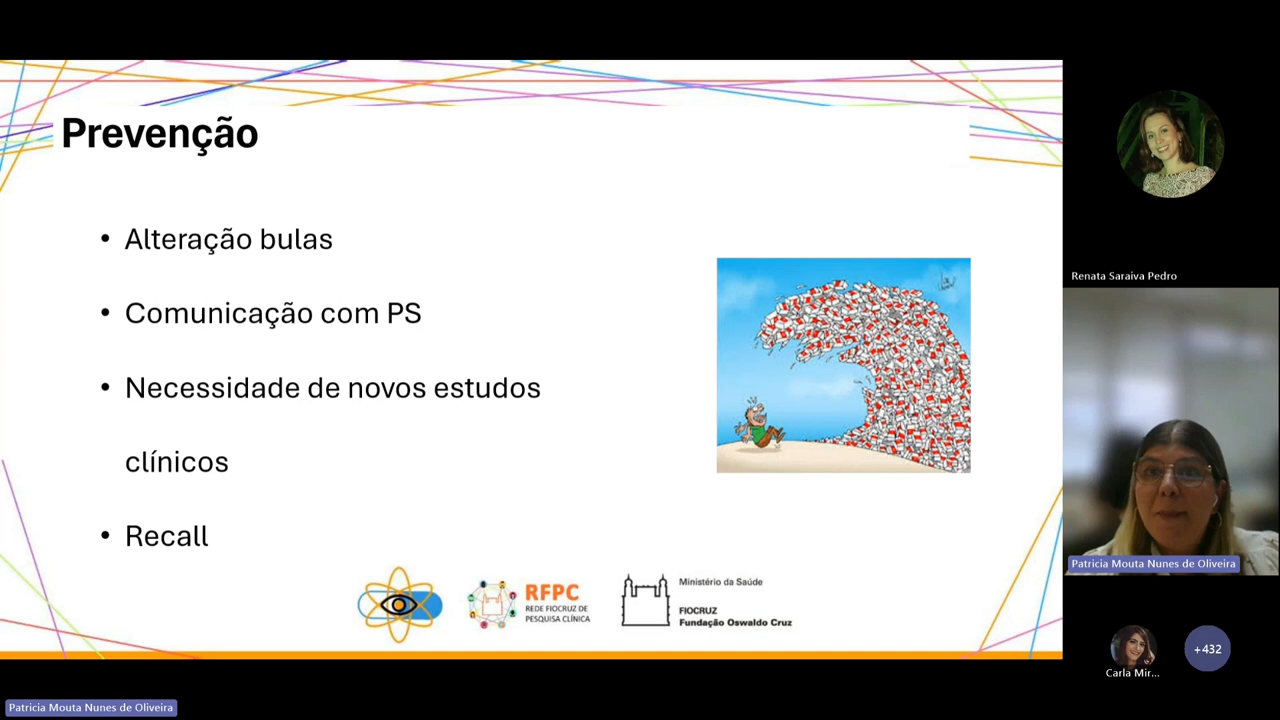 Prevenção
• Alteração bulas
• Comunicação com PS
• Necessidade de novos estudos
clínicos
• Recall
RFPC
REDE FIOCRUZ DE
PESQUISA CLÍNICA
Ministério da Saúde
FIOCRUZ
Fundação Oswaldo Cruz
Renata Saraiva Pedro
Patricia Mouta Nunes de Oliveira
Carla Mir...
+432
Patricia Mouta Nunes de Oliveira